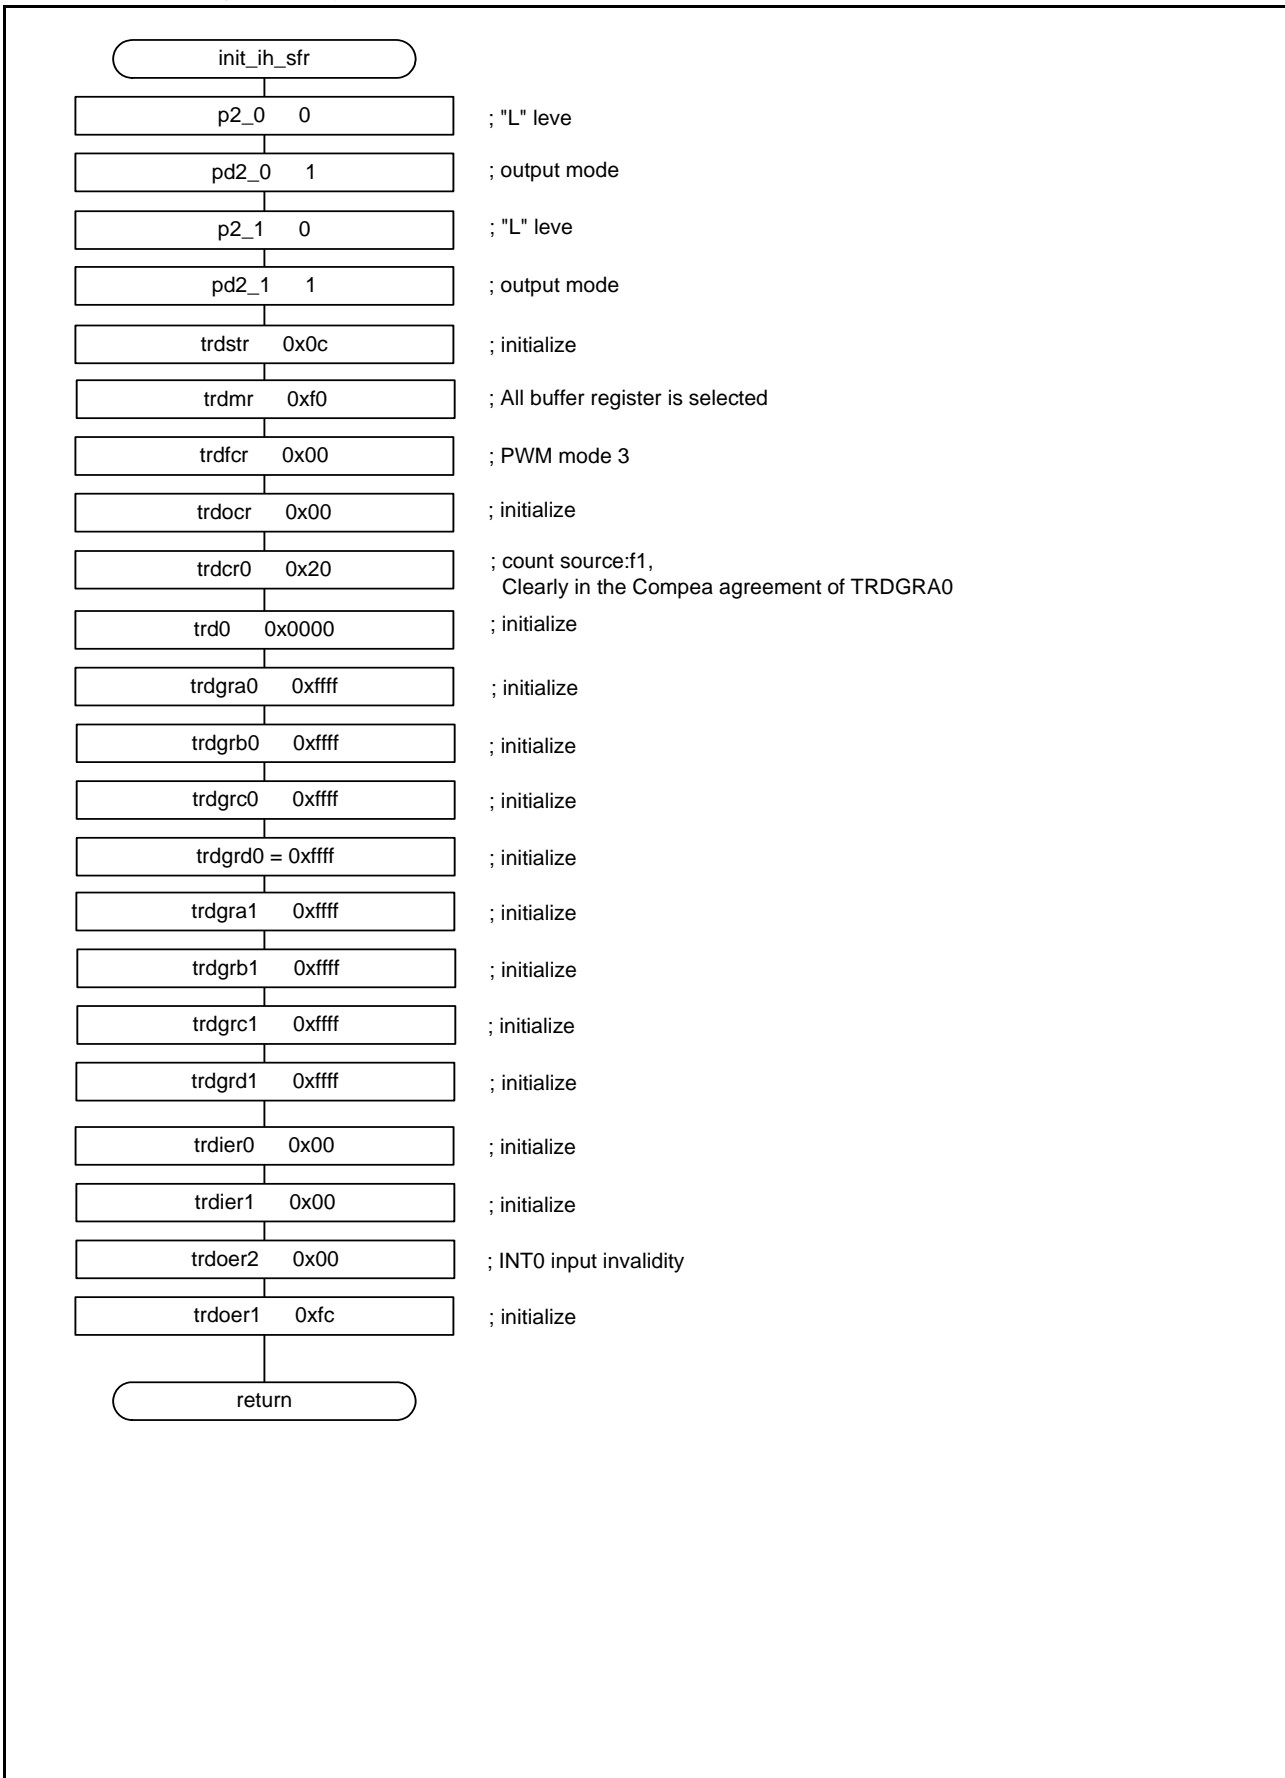 init_ih_sfr
p2_0 0 ; "L" leve
pd2_0 1 ; output mode
p2_1 0 ; "L" leve
pd2_1 1 ; output mode
trdstr 0x0c ; initialize
trdmr 0xf0 ; All buffer register is selected
trdfcr 0x00 ; PWM mode 3
trdocr 0x00 ; initialize
trdcr0 0x20 ; count source:f1,
Clearly in the Compea agreement of TRDGRA0
trd0 0x0000 ; initialize
trdgra0 0xffff ; initialize
trdgrb0 0xffff ; initialize
trdgrc0 0xffff ; initialize
trdgrd0 = 0xffff ; initialize
trdgra1 0xffff ; initialize
trdgrb1 0xffff ; initialize
trdgrc1 0xffff ; initialize
trdgrd1 0xffff ; initialize
trdier0 0x00 ; initialize
trdier1 0x00 ; initialize
trdoer2 0x00 ; INT0 input invalidity
trdoer1 0xfc ; initialize
return